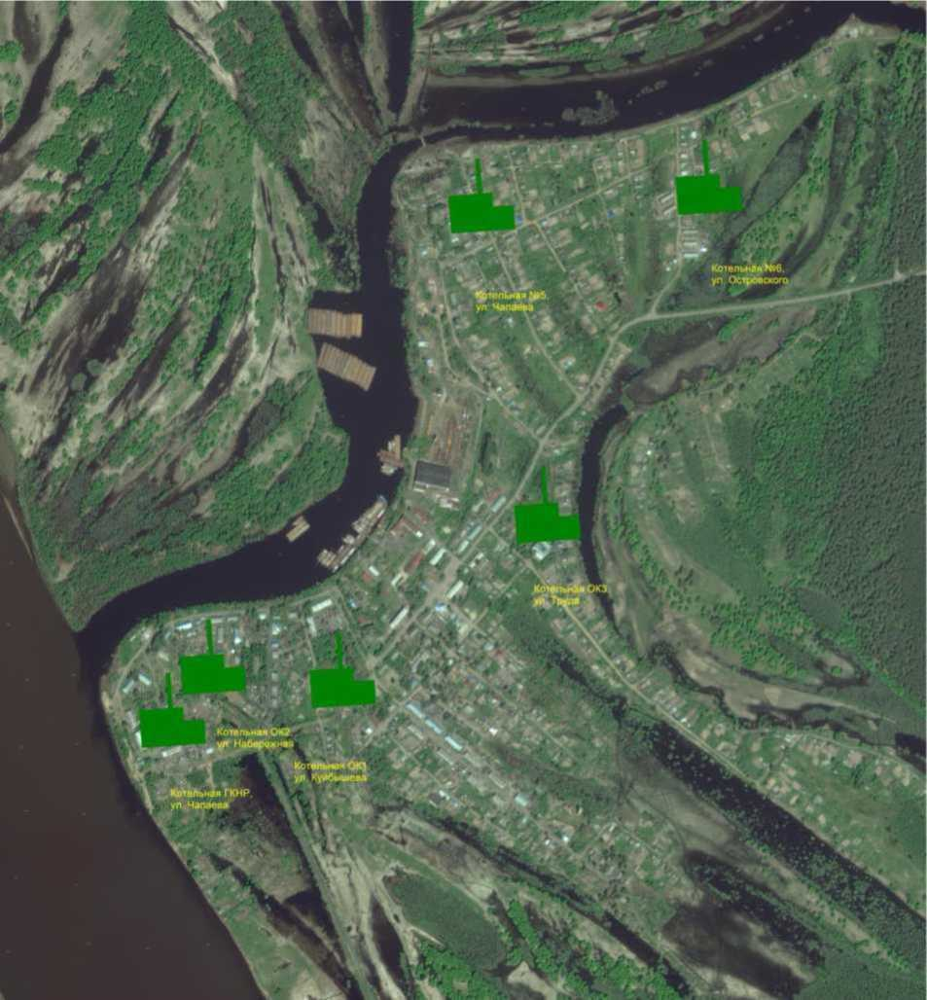 Котельная №6,
ул. Островского
Котельная №5,
ул. Чапаева
Котельная ОК3
ул. Труда
Котельная ОК2
ул. Набережная
Котельная ОК1
ул. Куйбышева
Котельная ГКНР,
ул. Чапаева